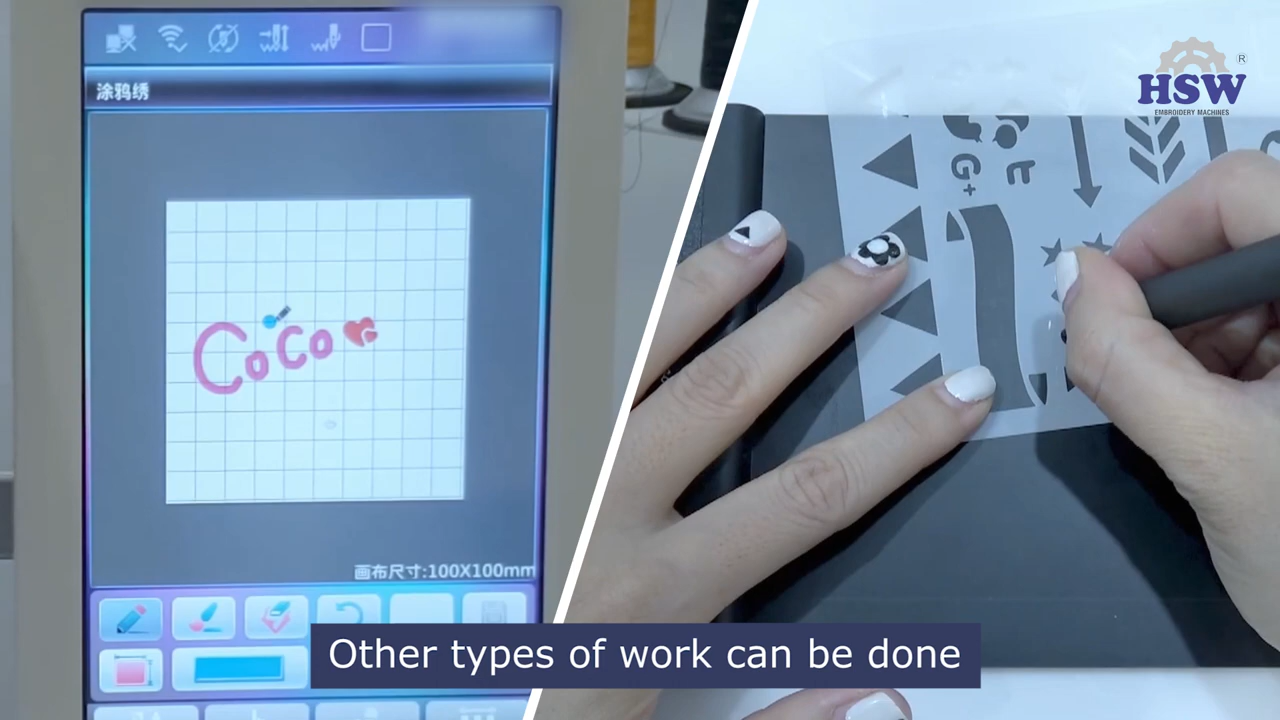 涂鸦绣
CoCo
画布尺寸:100X100mm
HSW
®
EMBROIDERY MACHINES
G+
Other types of work can be done